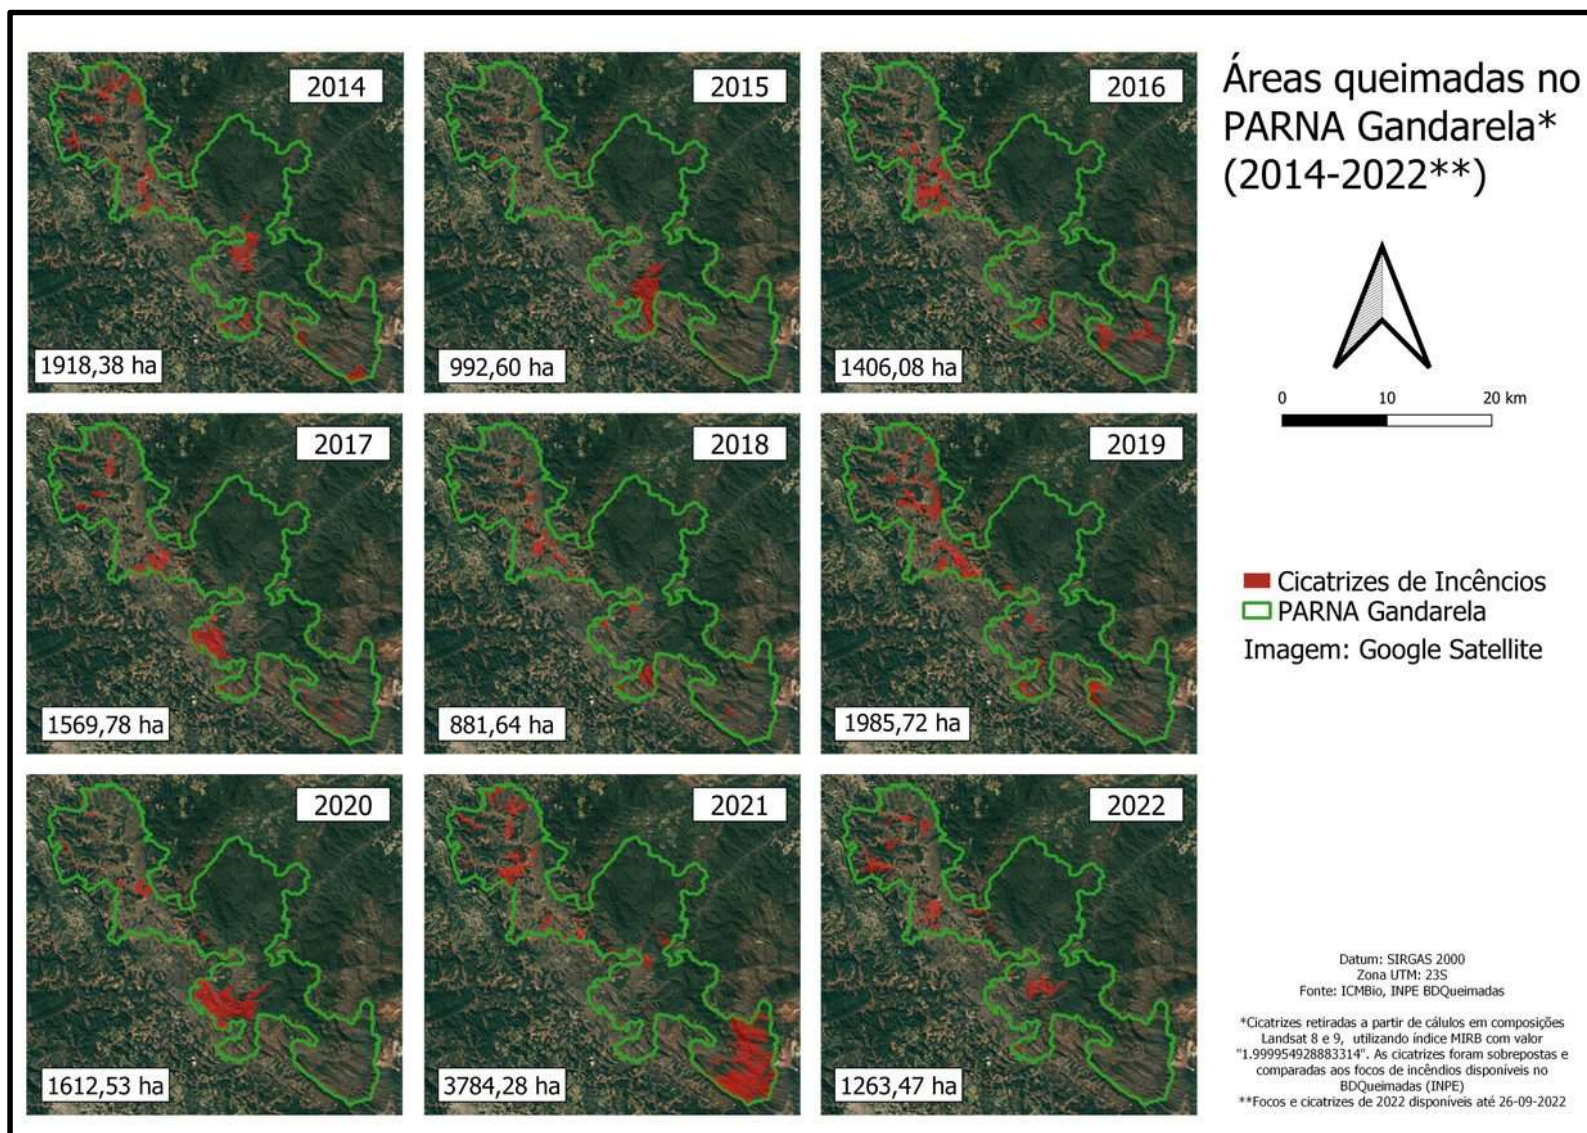 Áreas queimadas no
PARNA Gandarela*
(2014-2022**)
2014
1918,38 ha
2015
992,60 ha
2016
1406,08 ha
2017
1569,78 ha
2018
881,64 ha
2019
1985,72 ha
2020
1612,53 ha
2021
3784,28 ha
2022
1263,47 ha
0 10 20 km
Cicatrizes de Incêncios
PARNA Gandarela
Imagem: Google Satellite
Datum: SIRGAS 2000
Zona UTM: 23S
Fonte: ICMBio, INPE BDQueimadas
*Cicatrizes retiradas a partir de cálulos em composições
Landsat 8 e 9, utilizando índice MIRB com valor
"1.999954928883314". As cicatrizes foram sobrepostas e
comparadas aos focos de incêndios disponíveis no
BDQueimadas (INPE)
**Focos e cicatrizes de 2022 disponíveis até 26-09-2022